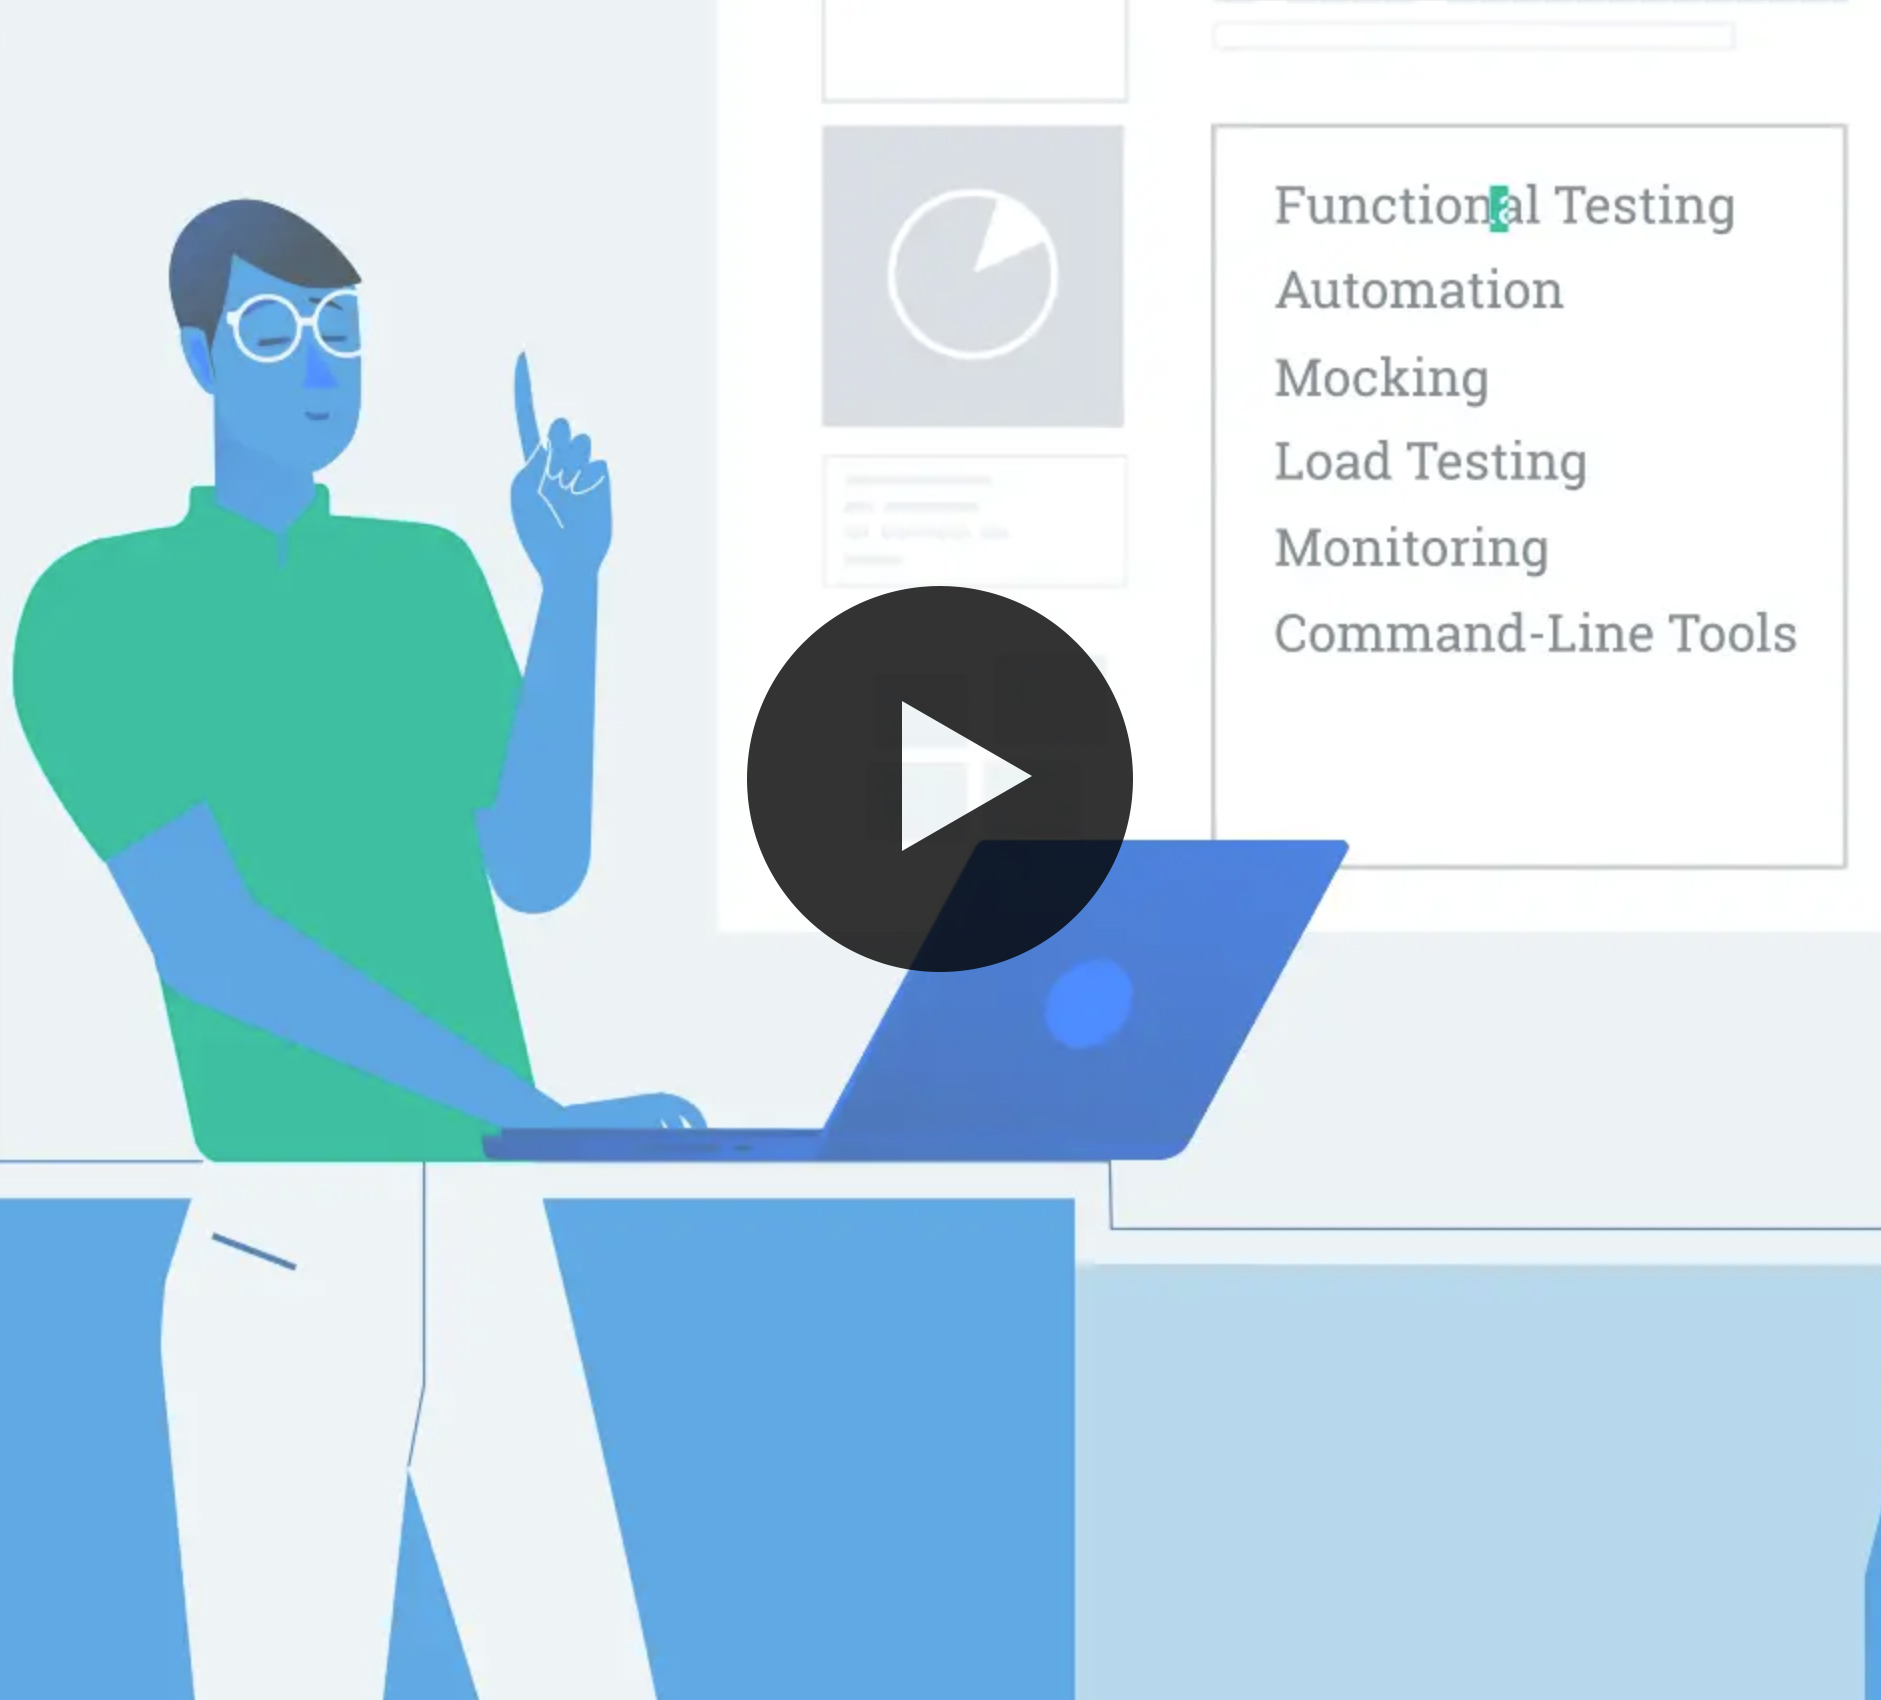 Functional Testing
Automation
Mocking
Load Testing
Monitoring
Command-Line Tools